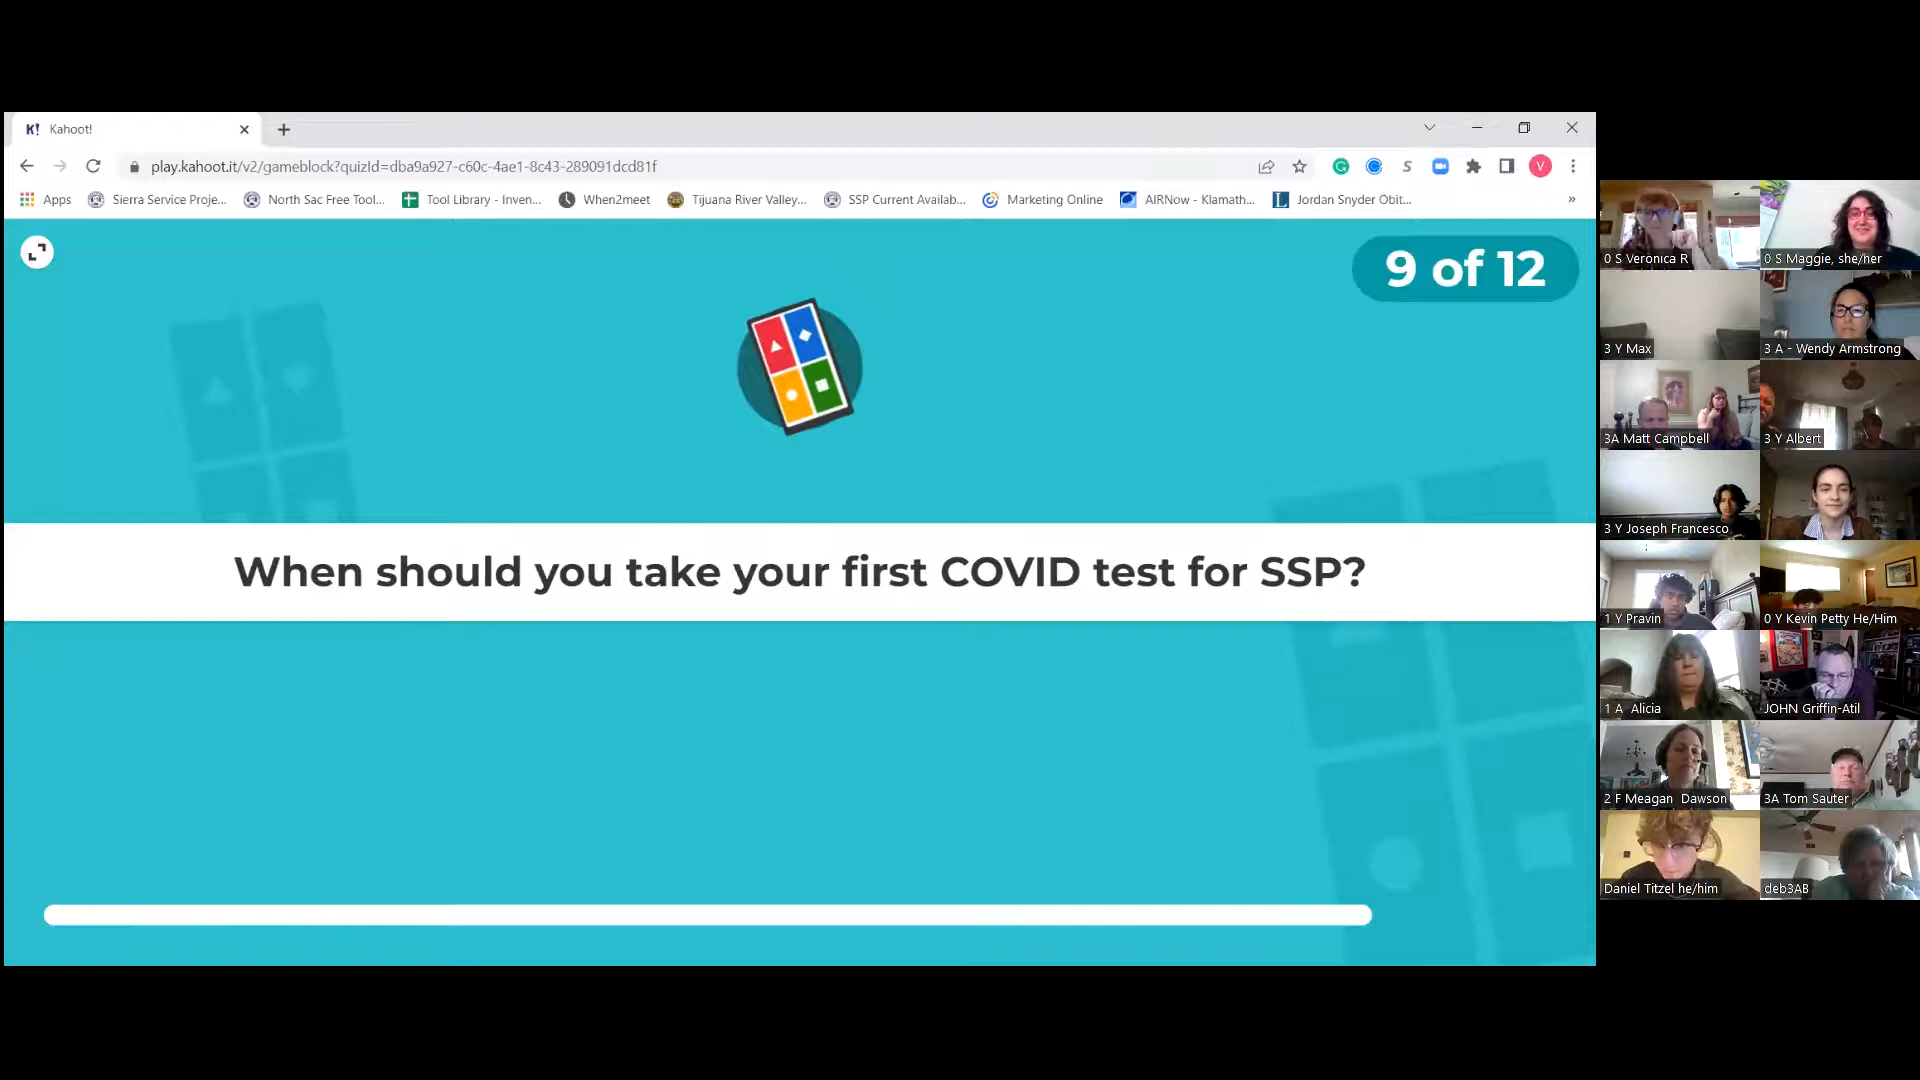 K! Kahoot!
play.kahoot.it/v2/gameblock?quizId=dba9a927-c60c-4ae1-8c43-289091dcd81f
V
Apps Sierra Service Proje... North Sac Free Tool... Tool Library - Inven... When2meet Tijuana River Valley... SSP Current Availab... Marketing Online AIRNow - Klamath... Jordan Snyder Obit... »
9 of 12
When should you take your first COVID test for SSP?
0 S Veronica R
0 S Maggie, she/her
3 Y Max
3 A - Wendy Armstrong
3A Matt Campbell
3 Y Albert
3 Y Joseph Francesco
1 Y Pravin
0 Y Kevin Petty He/Him
1 A Alicia
JOHN Griffin-Atil
2 F Meagan Dawson
3A Tom Sauter
Daniel Titzel he/him
deb3AB